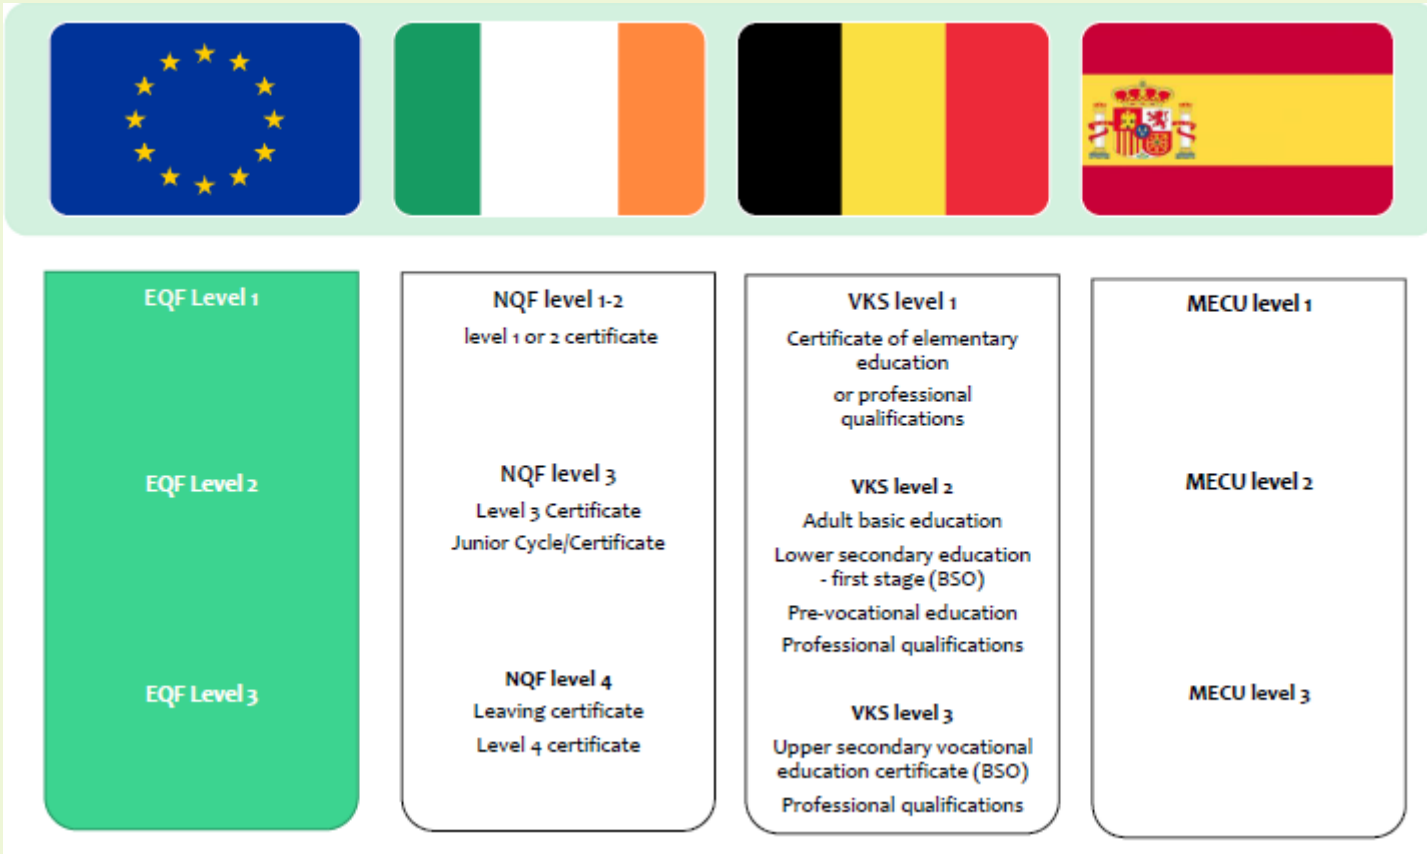 EQF Level 1
EQF Level 2
EQF Level 3
NQF level 1-2
level 1 or 2 certificate
NQF level 3
Level 3 Certificate
Junior Cycle/Certificate
NQF level 4
Leaving certificate
Level 4 certificate
VKS level 1
Certificate of elementary
education
or professional
qualifications
VKS level 2
Adult basic education
Lower secondary education
- first stage (BSO)
Pre-vocational education
Professional qualifications
VKS level 3
Upper secondary vocational
education certificate (BSO)
Professional qualifications
MECU level 1
MECU level 2
MECU level 3